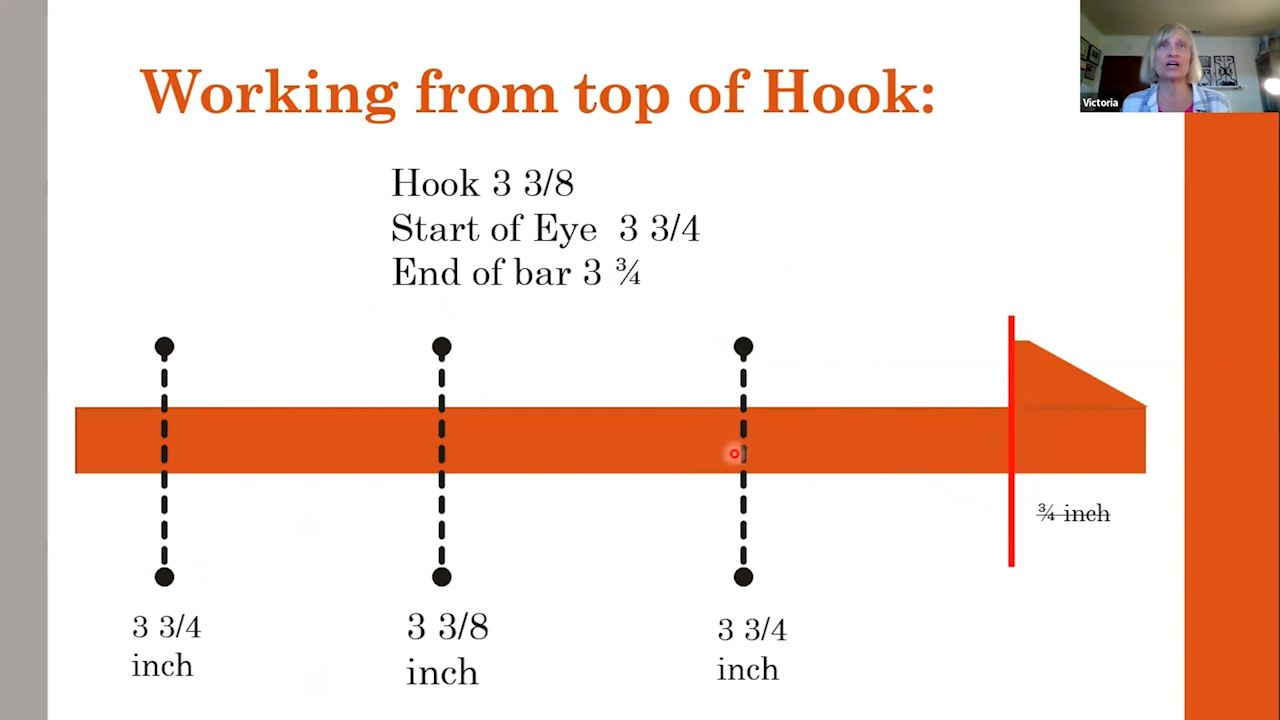 Working from top of Hook:
Victoria
Hook 3 3/8
Start of Eye 3 3/4
End of bar 3 ¾
¾ inch
3 3/4
inch
3 3/8
inch
3 3/4
inch